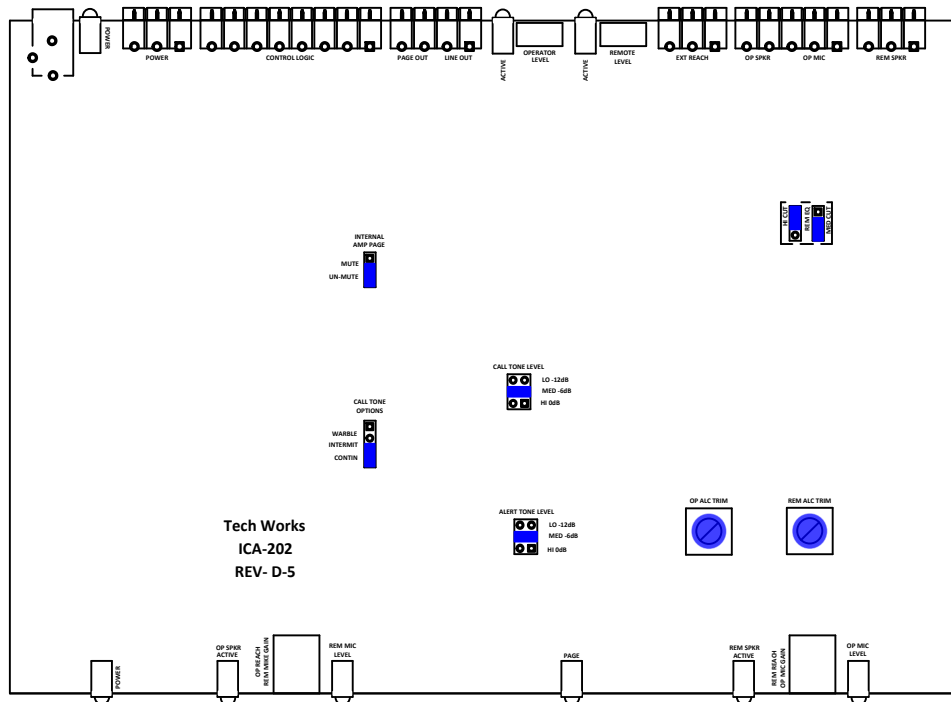 POWER
POWER
CONTROL LOGIC
PAGE OUT
LINE OUT
ACTIVE
OPERATOR
LEVEL
ACTIVE
REMOTE
LEVEL
EXT REACH
OP SPKR
OP MIC
REM SPKR
HI CUT
REM EQ
MED CUT
INTERNAL
AMP PAGE
MUTE
UN-MUTE
CALL TONE LEVEL
LO -12dB
MED -6dB
HI 0dB
CALL TONE
OPTIONS
WARBLE
INTERMIT
CONTIN
ALERT TONE LEVEL
LO -12dB
MED -6dB
HI 0dB
OP ALC TRIM
REM ALC TRIM
Tech Works
ICA-202
REV- D-5
POWER
OP SPKR
ACTIVE
OP REACH
REM MIKE GAIN
REM MIC
LEVEL
PAGE
REM SPKR
ACTIVE
REM REACH
OP MIC GAIN
OP MIC
LEVEL